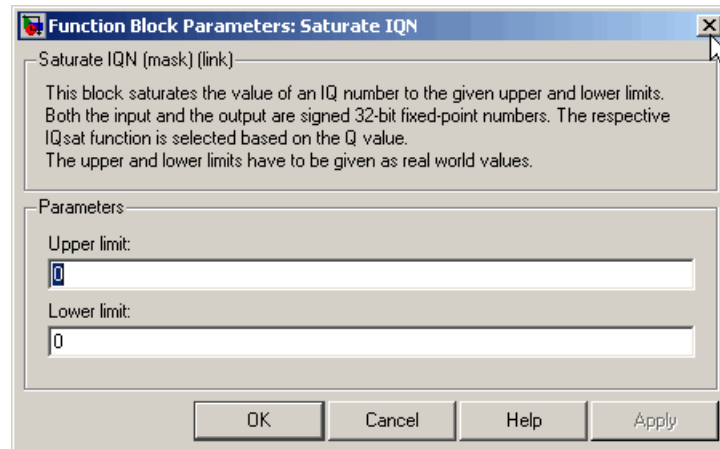 Function Block Parameters: Saturate IQN
Saturate IQN (mask) (link)
This block saturates the value of an IQ number to the given upper and lower limits.
Both the input and the output are signed 32-bit fixed-point numbers. The respective
IQsat function is selected based on the Q value.
The upper and lower limits have to be given as real world values.
Parameters
Upper limit:
0
Lower limit:
0
OK Cancel Help Apply